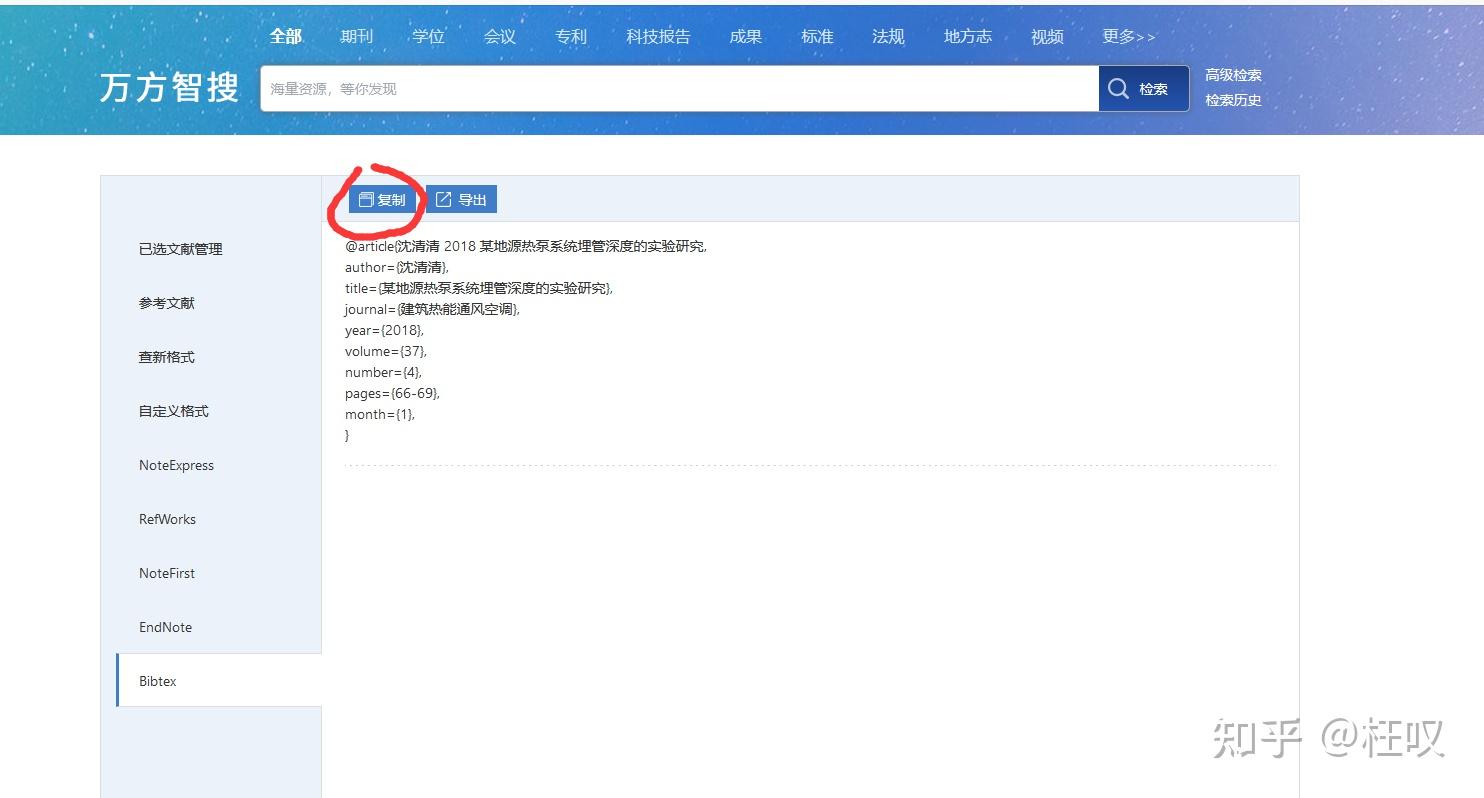 全部 期刊 学位 会议 专利 科技报告 成果 标准 法规 地方志 视频 更多>>
万方智搜
海量资源，等你发现
检索
高级检索
检索历史
复制 导出
已选文献管理
参考文献
查新格式
自定义格式
NoteExpress
RefWorks
NoteFirst
EndNote
Bibtex
@article{沈清清 2018 某地源热泵系统埋管深度的实验研究,
author={沈清清},
title={某地源热泵系统埋管深度的实验研究},
journal={建筑热能通风空调},
year={2018},
volume={37},
number={4},
pages={66-69},
month={1},
}
知乎 @枉叹